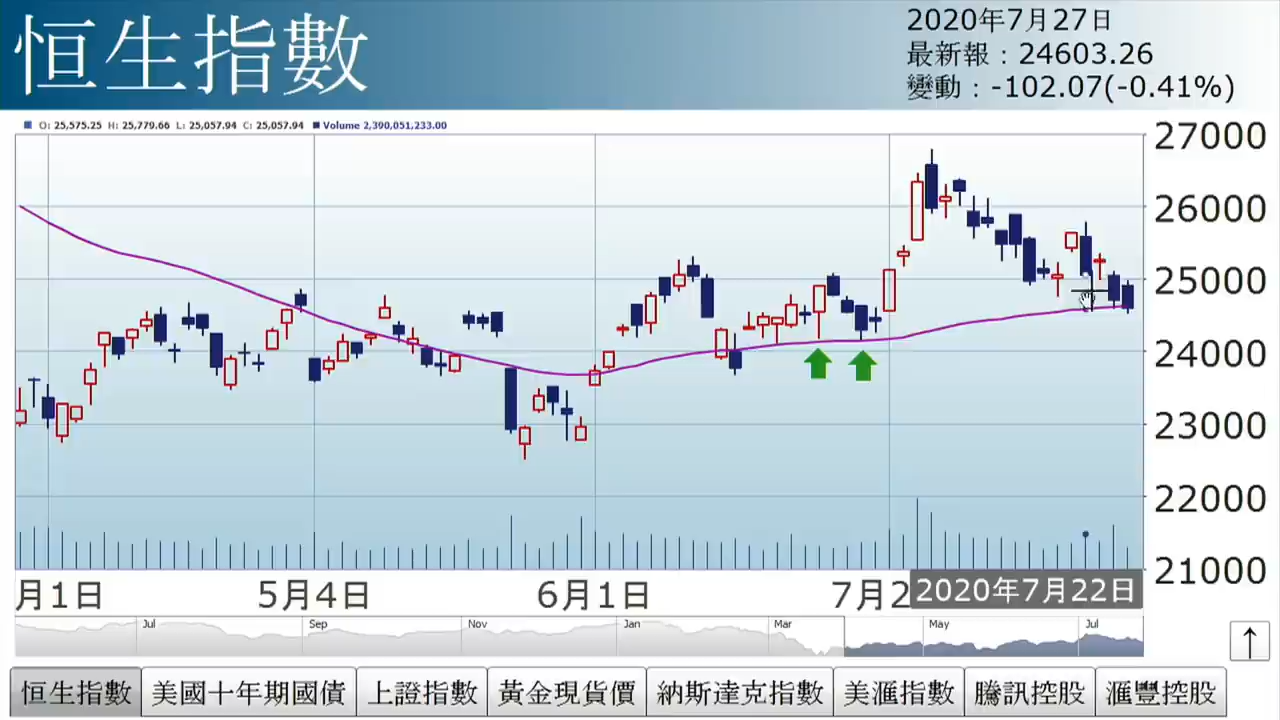 恒生指數
2020年7月27日
最新報：24603.26
變動：-102.07(-0.41%)
O: 25,575.25 H: 25,779.66 L: 25,057.94 C: 25,057.94 Volume 2,390,051,233.00
27000
26000
25000
24000
23000
22000
21000
月1日 5月4日 6月1日 7月2 2020年7月22日
Jul Sep Nov Jan Mar May Jul
↑
恒生指數 美國十年期國債 上證指數 黃金現貨價 納斯達克指數 美滙指數 騰訊控股 滙豐控股